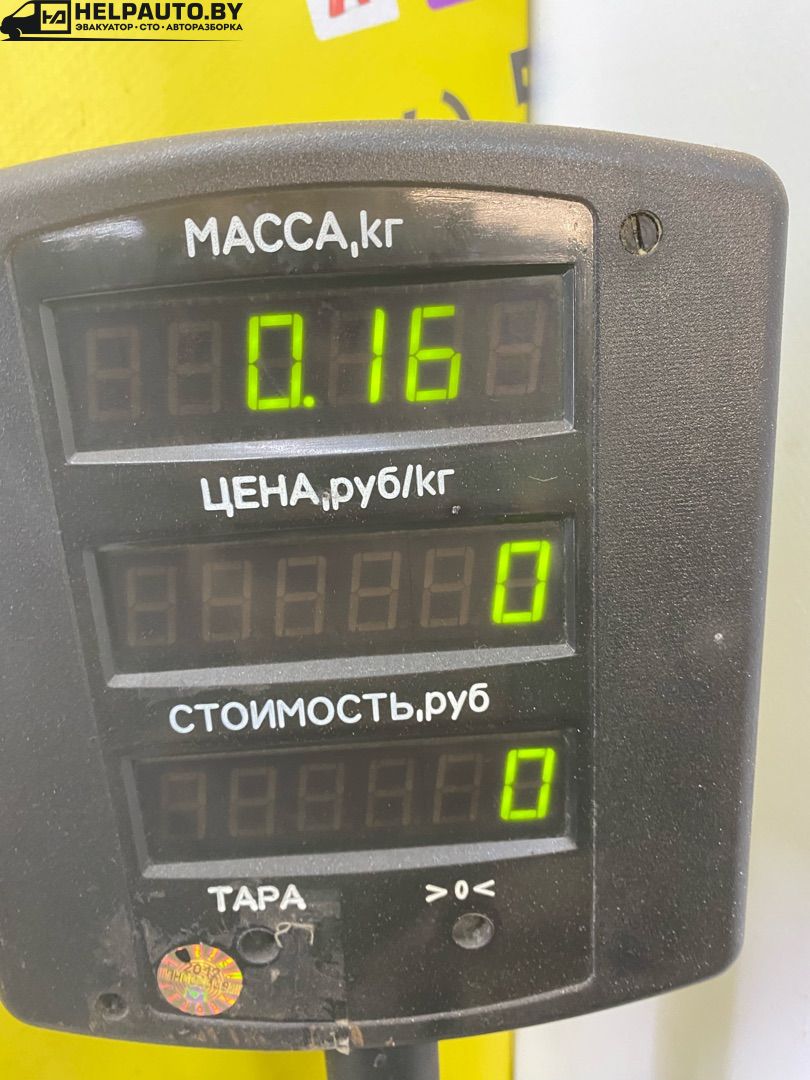 HELPAUTO.BY
ЭВАКУАТОР · СТО · АВТОРАЗБОРКА
МАССА,кг
0.16
ЦЕНА,руб/кг
0
СТОИМОСТЬ,руб
0
ТАРА >0<